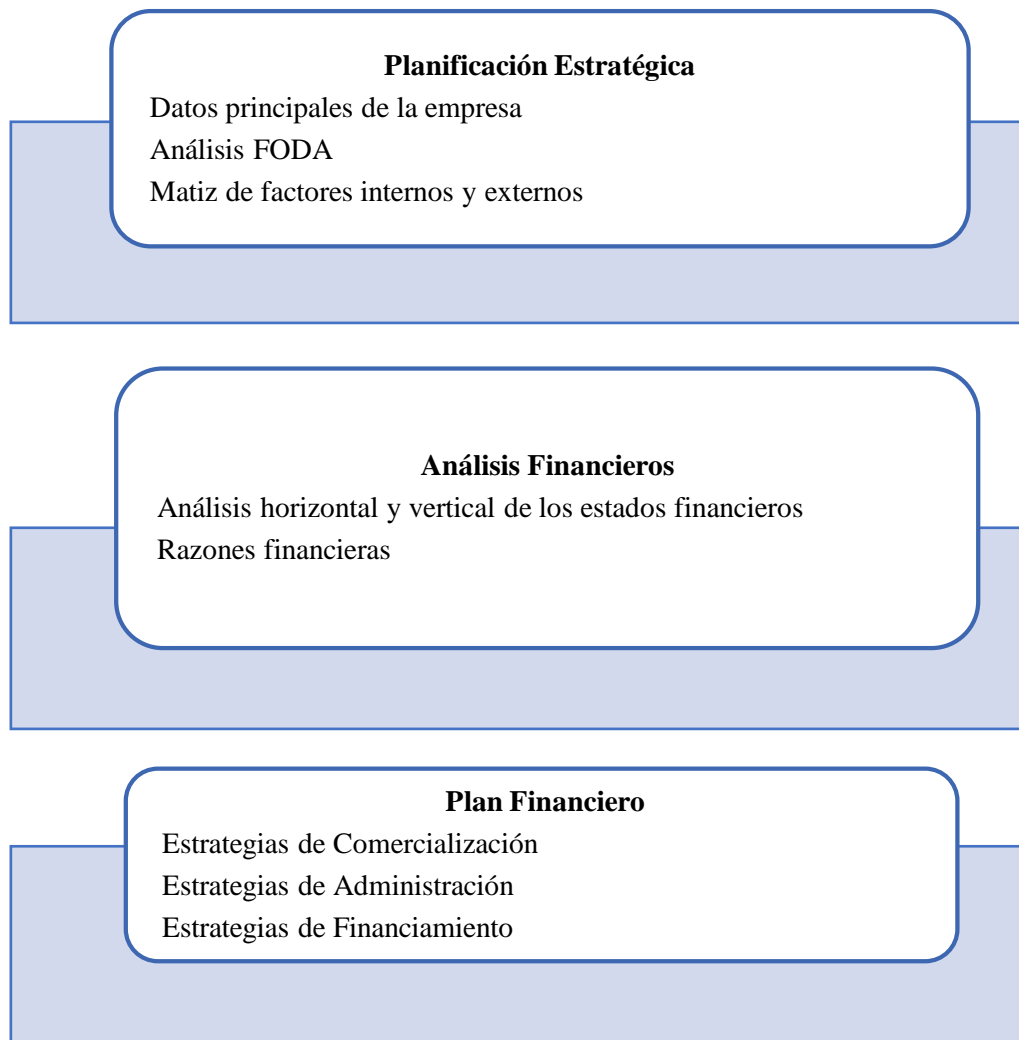 Planificación Estratégica
Datos principales de la empresa
Análisis FODA
Matiz de factores internos y externos
Análisis Financieros
Análisis horizontal y vertical de los estados financieros
Razones financieras
Plan Financiero
Estrategias de Comercialización
Estrategias de Administración
Estrategias de Financiamiento